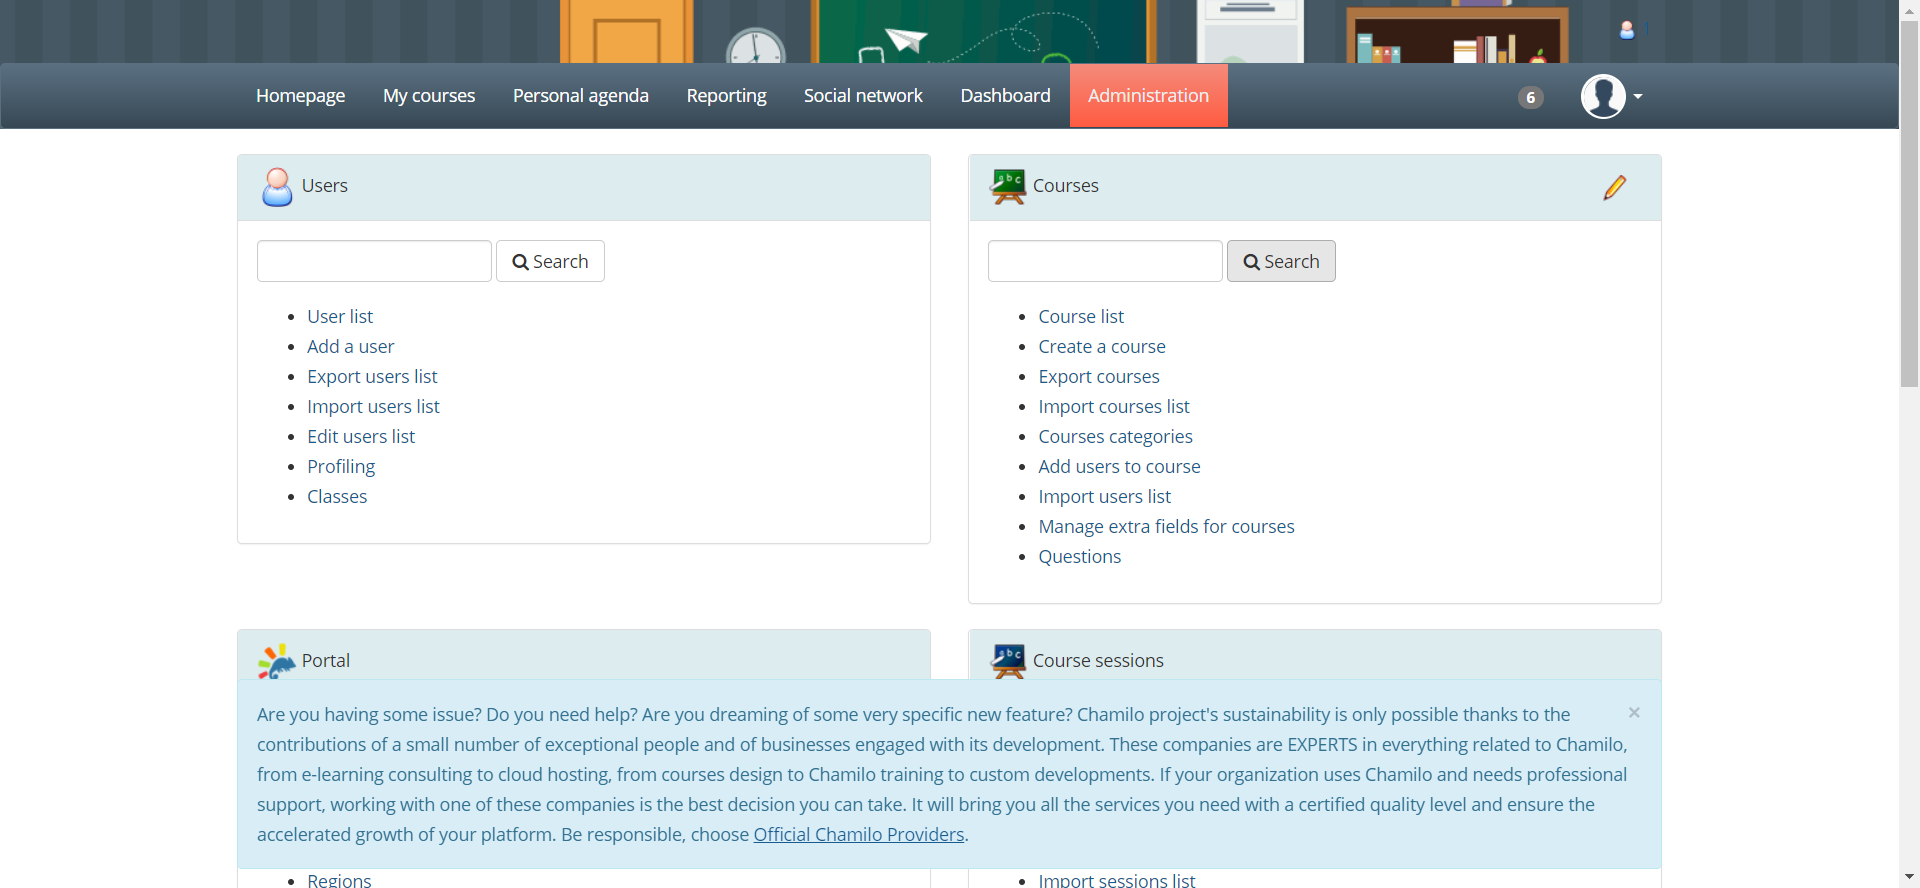 Homepage My courses Personal agenda Reporting Social network Dashboard Administration 6
Users
Search
User list
Add a user
Export users list
Import users list
Edit users list
Profiling
Classes
Courses
Search
Course list
Create a course
Export courses
Import courses list
Courses categories
Add users to course
Import users list
Manage extra fields for courses
Questions
Portal
Course sessions
Are you having some issue? Do you need help? Are you dreaming of some very specific new feature? Chamilo project's sustainability is only possible thanks to the
contributions of a small number of exceptional people and of businesses engaged with its development. These companies are EXPERTS in everything related to Chamilo,
from e-learning consulting to cloud hosting, from courses design to Chamilo training to custom developments. If your organization uses Chamilo and needs professional
support, working with one of these companies is the best decision you can take. It will bring you all the services you need with a certified quality level and ensure the
accelerated growth of your platform. Be responsible, choose Official Chamilo Providers.
×
Regions
Import sessions list